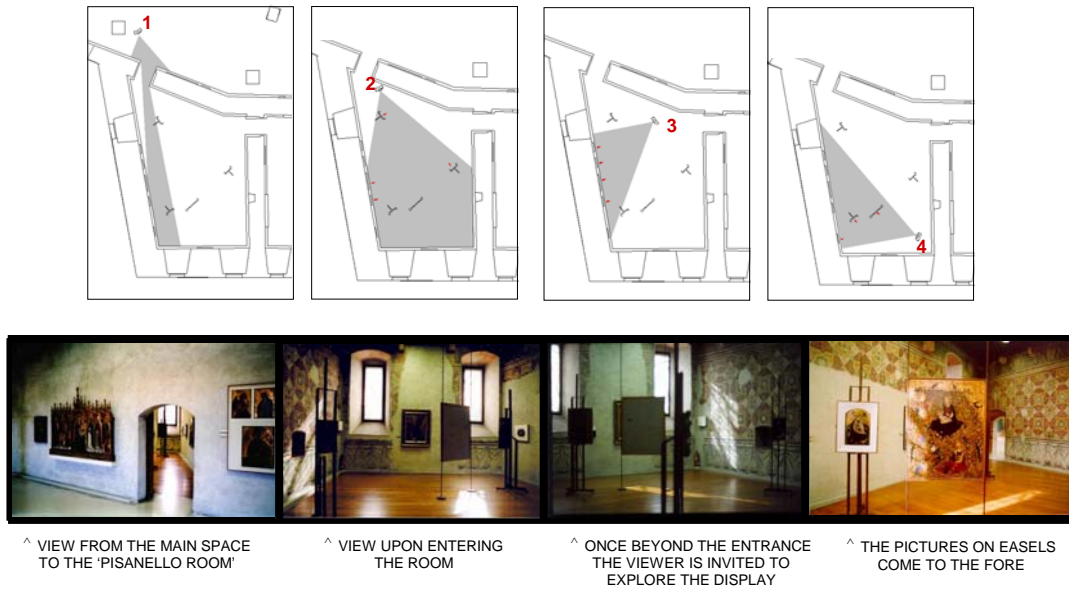 1
2
3
4
^ VIEW FROM THE MAIN SPACE
TO THE ‘PISANELLO ROOM’
^ VIEW UPON ENTERING
THE ROOM
^ ONCE BEYOND THE ENTRANCE
THE VIEWER IS INVITED TO
EXPLORE THE DISPLAY
^ THE PICTURES ON EASELS
COME TO THE FORE